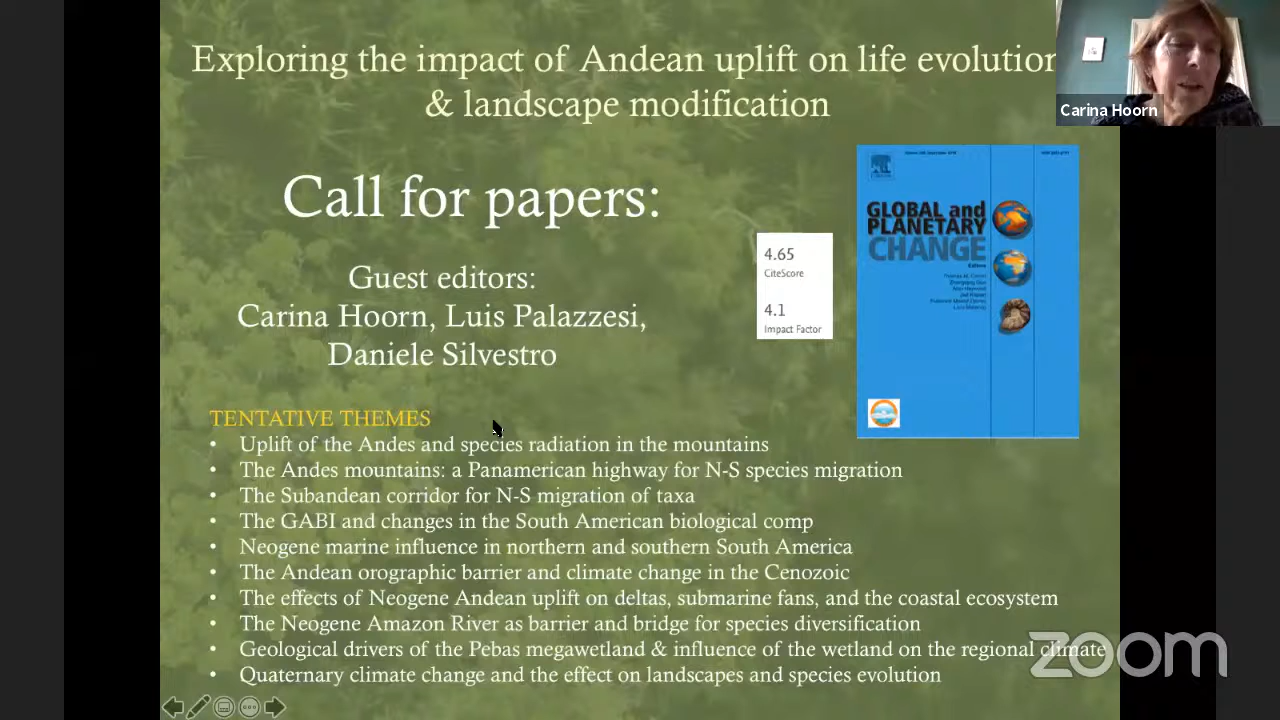 Exploring the impact of Andean uplift on life evolution
& landscape modification
Carina Hoorn
Call for papers:
Guest editors:
Carina Hoorn, Luis Palazzesi,
Daniele Silvestro
4.65
CiteScore
4.1
Impact Factor
GLOBAL and
PLANETARY
CHANGE
Editors
TENTATIVE THEMES
• Uplift of the Andes and species radiation in the mountains
• The Andes mountains: a Panamerican highway for N-S species migration
• The Subandean corridor for N-S migration of taxa
• The GABI and changes in the South American biological comp
• Neogene marine influence in northern and southern South America
• The Andean orographic barrier and climate change in the Cenozoic
• The effects of Neogene Andean uplift on deltas, submarine fans, and the coastal ecosystem
• The Neogene Amazon River as barrier and bridge for species diversification
• Geological drivers of the Pebas megawetland & influence of the wetland on the regional climate
• Quaternary climate change and the effect on landscapes and species evolution
zoom